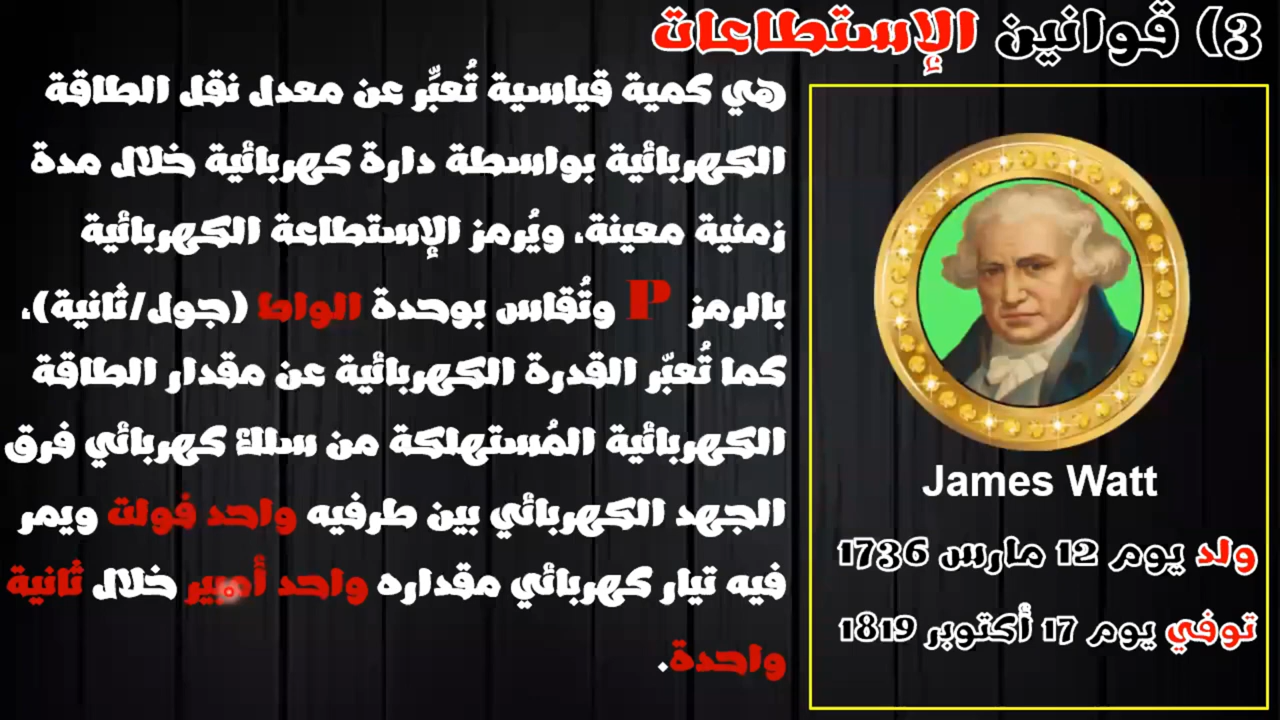 3) قوانين الإستطاعات
هي كمية قياسية تُعبِّر عن معدل نقل الطاقة
الكهربائية بواسطة دارة كهربائية خلال مدة
زمنية معينة، ويُرمز الإستطاعة الكهربائية
بالرمز P وتُقاس بوحدة الواط (جول/ثانية)،
كما تُعبّر القدرة الكهربائية عن مقدار الطاقة
الكهربائية المُستهلكة من سلك كهربائي فرق
الجهد الكهربائي بين طرفيه واحد فولت ويمر
فيه تيار كهربائي مقداره واحد أمبير خلال ثانية
واحدة.
James Watt
ولد يوم 12 مارس 1736
توفي يوم 17 أكتوبر 1819